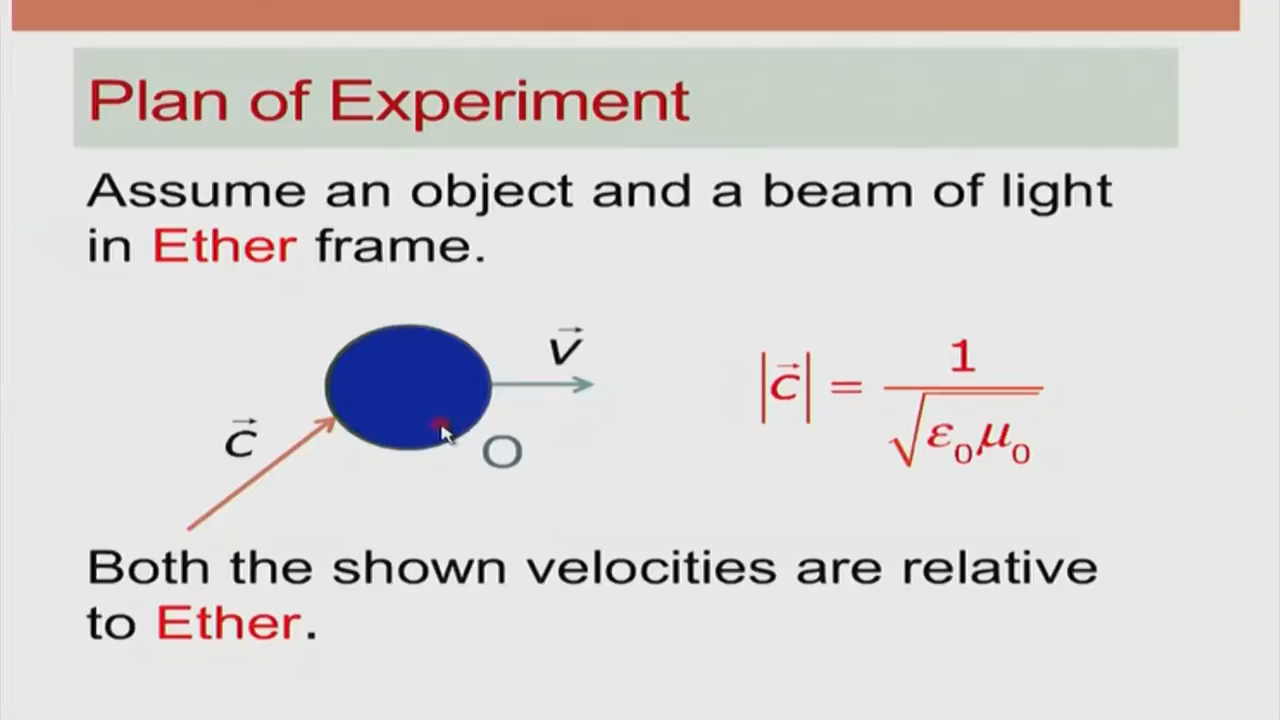 Plan of Experiment
Assume an object and a beam of light
in Ether frame.
v⃗
c⃗
O
|c⃗| = 1/√ε₀μ₀
Both the shown velocities are relative
to Ether.